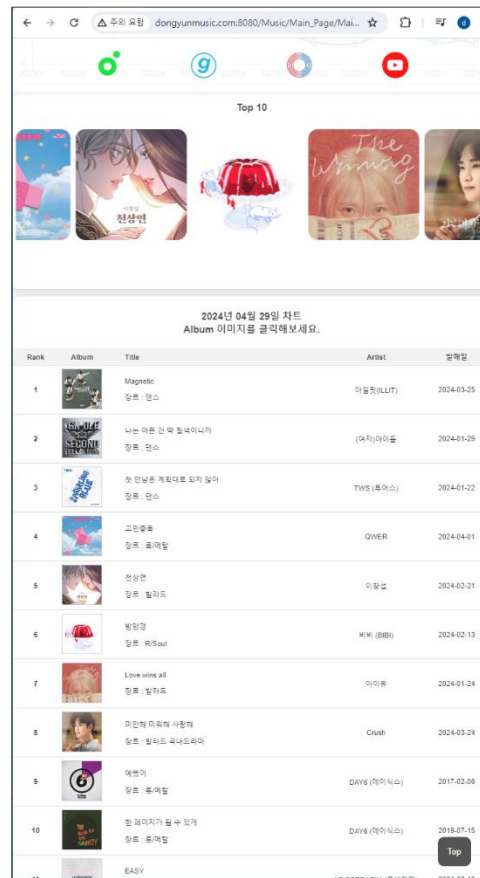 주의 요함 dongyunmusic.com:8080/Music/Main_Page/Mai...
Top 10
The
Winning
천상연
2024년 04월 29일 차트
Album 이미지를 클릭해보세요.
Rank Album Title Artist 발매일
1 Magnetic 아일릿(ILLIT) 2024-03-25
장르 : 댄스
2 나는 아픈 건 딱 질색이니까 (여자)아이들 2024-01-29
장르 : 댄스
3 첫 만남은 계획대로 되지 않아 TWS (투어스) 2024-01-22
장르 : 댄스
4 고민중독 QWER 2024-04-01
장르 : 록/메탈
5 천상연 이창섭 2024-02-21
장르 : 발라드
6 밤양갱 비비 (BIBI) 2024-02-13
장르 : R/Soul
7 Love wins all 아이유 2024-01-24
장르 : 발라드
8 미안해 미워해 사랑해 Crush 2024-03-24
장르 : 발라드 국내드라마
9 예뻤어 DAY6 (데이식스) 2017-02-06
장르 : 록/메탈
10 한 페이지가 될 수 있게 DAY6 (데이식스) 2019-07-15
장르 : 록/메탈
Top
EASY